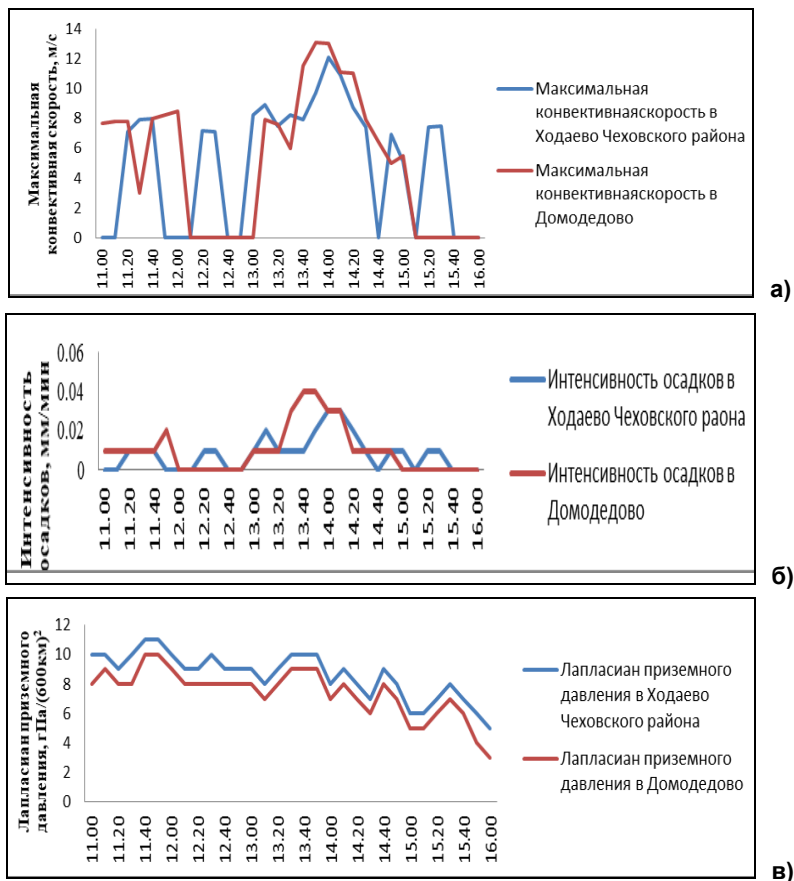 Максимальная
конвективная скорость, м/с
14
12
10
8
6
4
2
0
11.00
11.20
11.40
12.00
12.20
12.40
13.00
13.20
13.40
14.00
14.20
14.40
15.00
15.20
15.40
16.00
Максимальная
конвективнаяскорость в
Ходаево Чеховского района
Максимальная
конвективнаяскорость в
Домодедово
а)
Интенсивность
осадков, мм/мин
0.06
0.04
0.02
0
11.00
11.20
11.40
12.00
12.20
12.40
13.00
13.20
13.40
14.00
14.20
14.40
15.00
15.20
15.40
16.00
Интенсивность осадков в
Ходаево Чеховского раона
Интенсивность осадков в
Домодедово
б)
Лапласиан приземного
давления, гПа/(600км)²
12
10
8
6
4
2
0
11.00
11.20
11.40
12.00
12.20
12.40
13.00
13.20
13.40
14.00
14.20
14.40
15.00
15.20
15.40
16.00
Лапласиан приземного
давления в Ходаево
Чеховского района
Лапласиан приземного
давления в Домодедово
в)